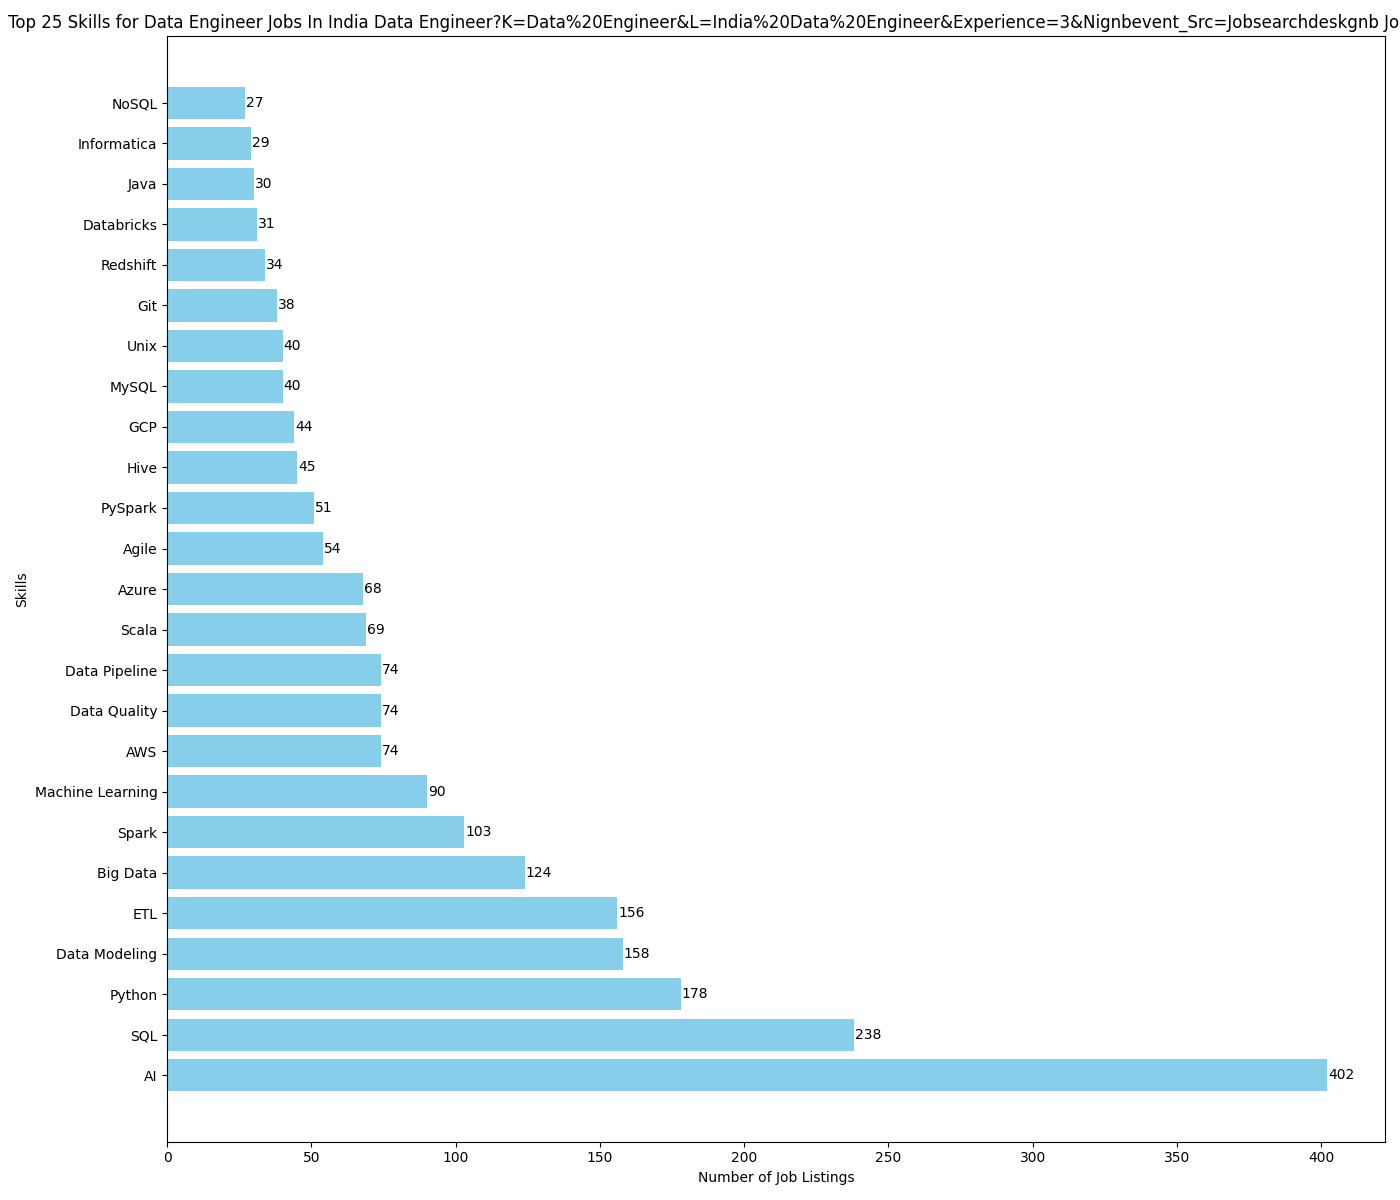 Top 25 Skills for Data Engineer Jobs In India Data Engineer?K=Data%20Engineer&L=India%20Data%20Engineer&Experience=3&Nignbevent_Src=Jobsearchdeskgnb Jo
NoSQL 27
Informatica 29
Java 30
Databricks 31
Redshift 34
Git 38
Unix 40
MySQL 40
GCP 44
Hive 45
PySpark 51
Agile 54
Azure 68
Scala 69
Data Pipeline 74
Data Quality 74
AWS 74
Machine Learning 90
Spark 103
Big Data 124
ETL 156
Data Modeling 158
Python 178
SQL 238
AI 402
Skills
0 50 100 150 200 250 300 350 400
Number of Job Listings